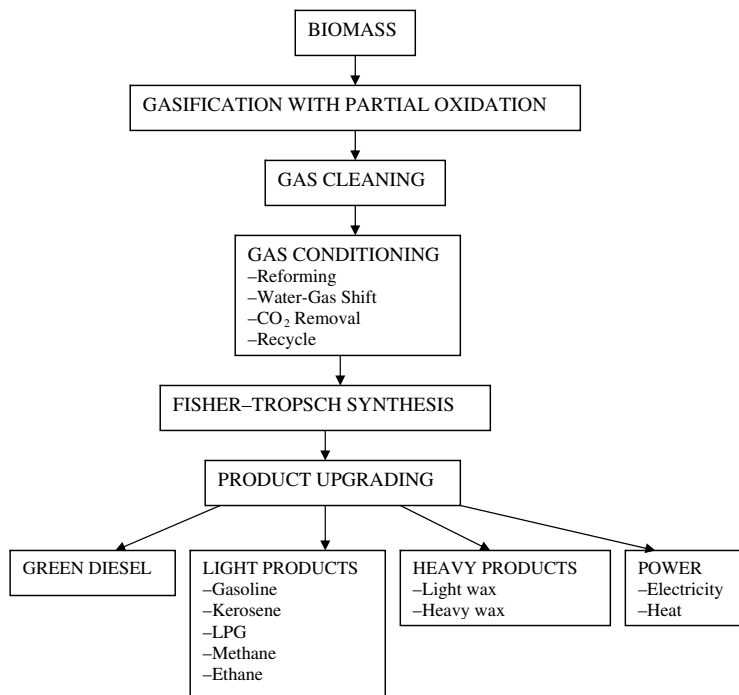 BIOMASS
GASIFICATION WITH PARTIAL OXIDATION
GAS CLEANING
GAS CONDITIONING
–Reforming
–Water-Gas Shift
–CO₂ Removal
–Recycle
FISHER–TROPSCH SYNTHESIS
PRODUCT UPGRADING
GREEN DIESEL
LIGHT PRODUCTS
–Gasoline
–Kerosene
–LPG
–Methane
–Ethane
HEAVY PRODUCTS
–Light wax
–Heavy wax
POWER
–Electricity
–Heat